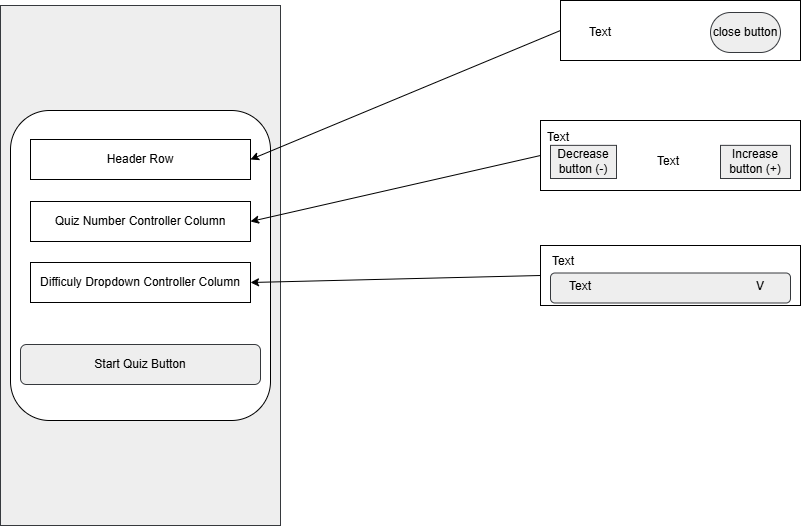 Text
close button
Header Row
Text
Decrease
button (-)
Text
Increase
button (+)
Quiz Number Controller Column
Text
Difficuly Dropdown Controller Column
Text
V
Start Quiz Button